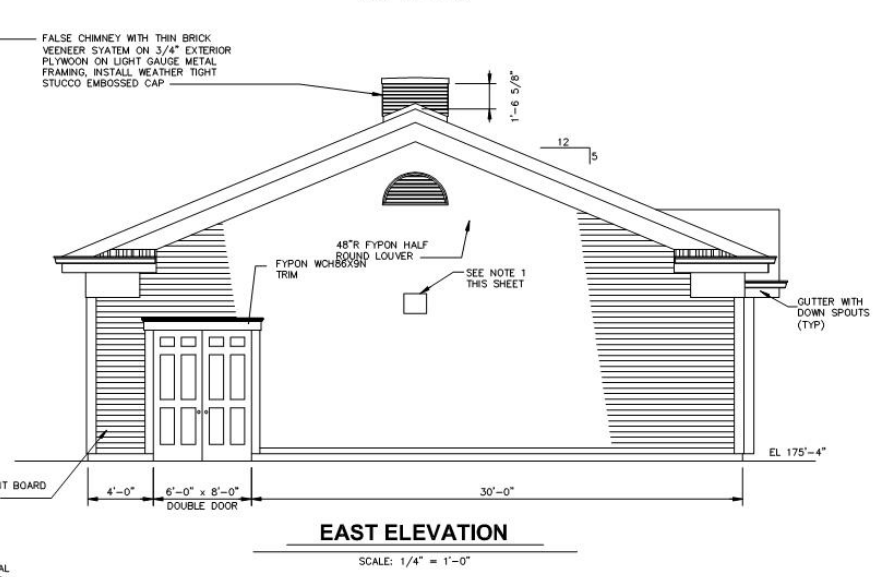 FALSE CHIMNEY WITH THIN BRICK
VEENEER SYATEM ON 3/4" EXTERIOR
PLYWOON ON LIGHT GAUGE METAL
FRAMING, INSTALL WEATHER TIGHT
STUCCO EMBOSSED CAP
1'-6 5/8"
12
5
48"R FYPON HALF
ROUND LOUVER
FYPON WCH86X9N
TRIM
SEE NOTE 1
THIS SHEET
GUTTER WITH
DOWN SPOUTS
(TYP)
EL 175'-4"
T BOARD
4'-0"
6'-0" x 8'-0"
DOUBLE DOOR
30'-0"
EAST ELEVATION
SCALE: 1/4" = 1'-0"
AL